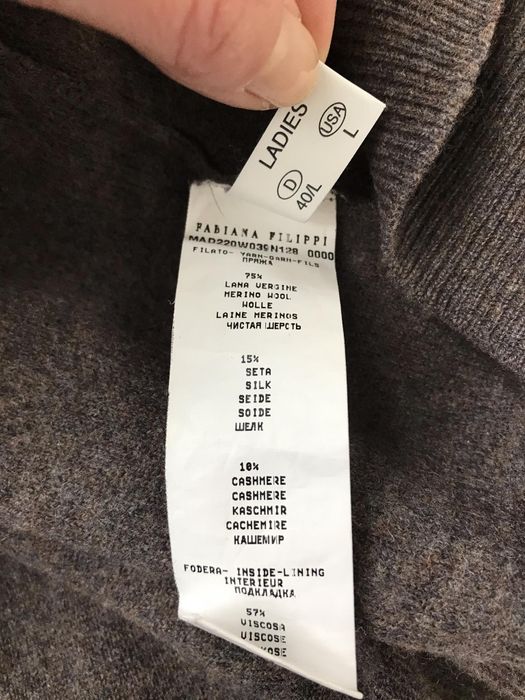 LADIES
USA
L
D
40/L
FABIANA FILIPPI
MAD220W039N128 0000
FILATO- YARN-GARN-FILS
ПРЯЖА
75%
LANA VERGINE
MERINO WOOL
WOLLE
LAINE MERINOS
ЧИСТАЯ ШЕРСТЬ
15%
SETA
SILK
SEIDE
SOIDE
ШЕЛК
10%
CASHMERE
CASHMERE
KASCHMIR
CACHEMIRE
КАШЕМИР
FODERA- INSIDE-LINING
INTERIEUR
ПОДКЛАДКА
57%
VISCOSA
VISCOSE